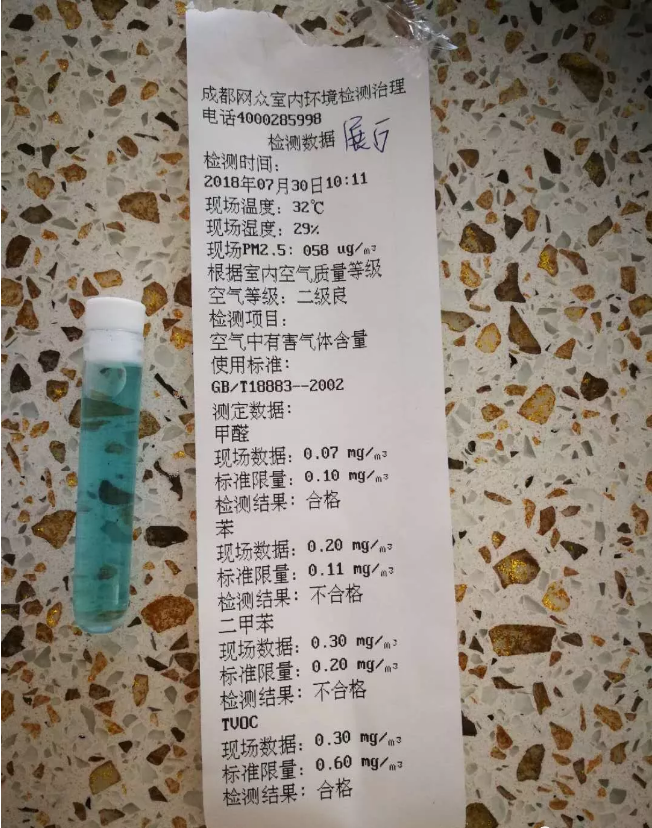 成都网众室内环境检测治理
电话4000285998
检测数据 展后
检测时间:
2018年07月30日10:11
现场温度: 32℃
现场湿度: 29%
现场PM2.5: 058 ug/m³
根据室内空气质量等级
空气等级: 二级良
检测项目:
空气中有害气体含量
使用标准:
GB/T18883--2002
测定数据:
甲醛
现场数据: 0.07 mg/m³
标准限量: 0.10 mg/m³
检测结果: 合格
苯
现场数据: 0.20 mg/m³
标准限量: 0.11 mg/m³
检测结果: 不合格
二甲苯
现场数据: 0.30 mg/m³
标准限量: 0.20 mg/m³
检测结果: 不合格
TVOC
现场数据: 0.30 mg/m³
标准限量: 0.60 mg/m³
检测结果: 合格